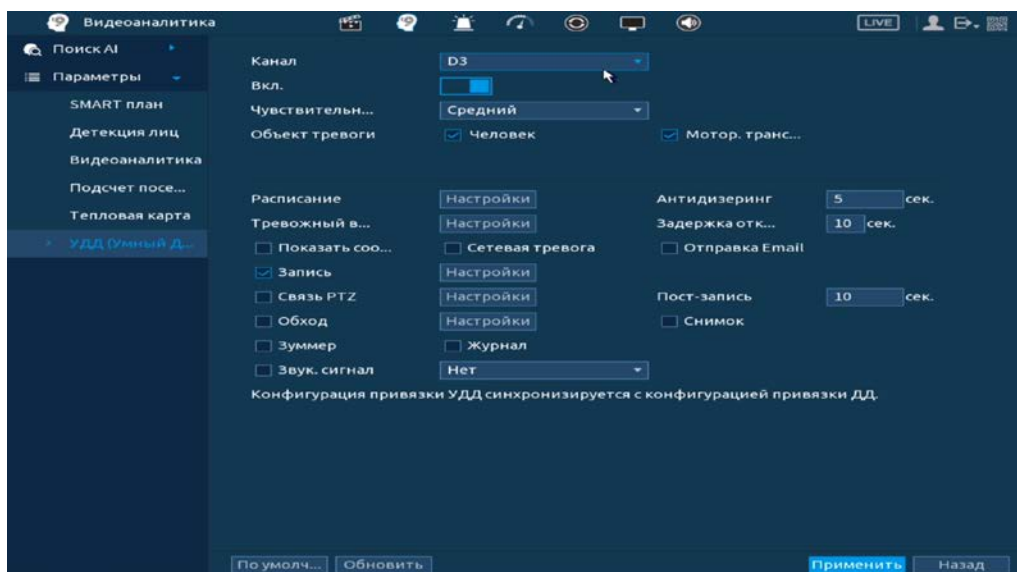 Видеоаналитика LIVE
Поиск AI
Параметры
SMART план
Детекция лиц
Видеоаналитика
Подсчет посе...
Тепловая карта
УДД (Умный Д...
Канал D3
Вкл.
Чувствительн... Средний
Объект тревоги Человек Мотор. транс...
Расписание Настройки Антидизеринг 5 сек.
Тревожный в... Настройки Задержка отк... 10 сек.
Показать соо... Сетевая тревога Отправка Email
Запись Настройки
Связь PTZ Настройки Пост-запись 10 сек.
Обход Настройки Снимок
Зуммер Журнал
Звук. сигнал Нет
Конфигурация привязки УДД синхронизируется с конфигурацией привязки ДД.
По умолч... Обновить Применить Назад